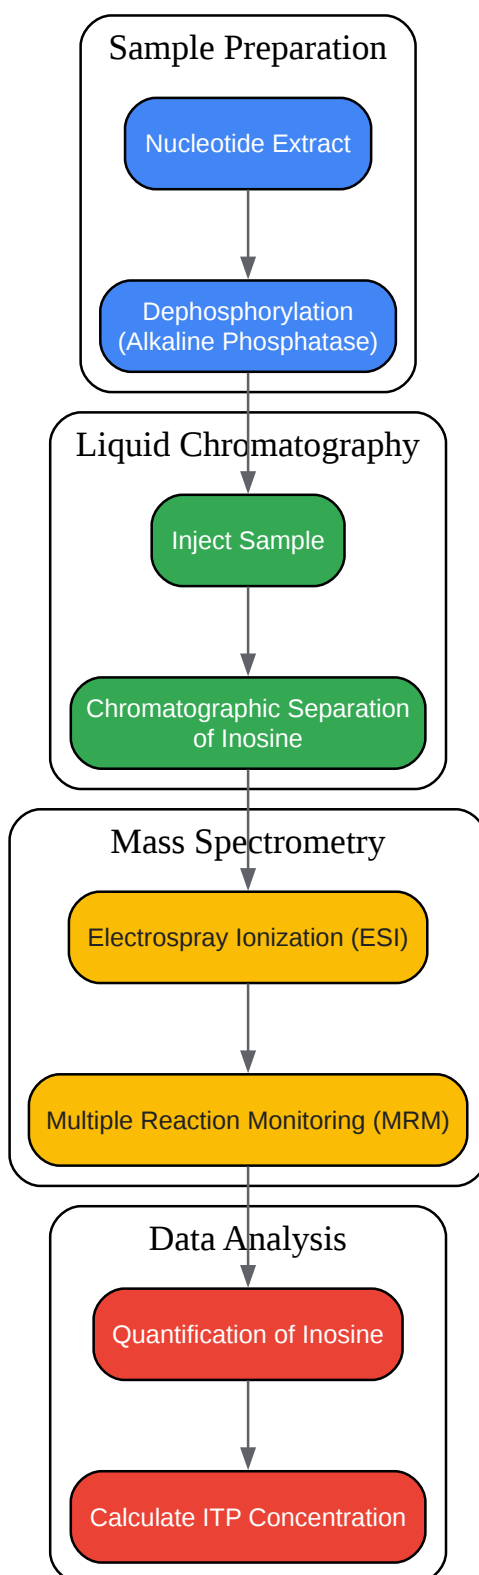 Sample Preparation
Nucleotide Extract
Dephosphorylation
(Alkaline Phosphatase)
Liquid Chromatography
Inject Sample
Chromatographic Separation
of Inosine
Mass Spectrometry
Electrospray Ionization (ESI)
Multiple Reaction Monitoring (MRM)
Data Analysis
Quantification of Inosine
Calculate ITP Concentration